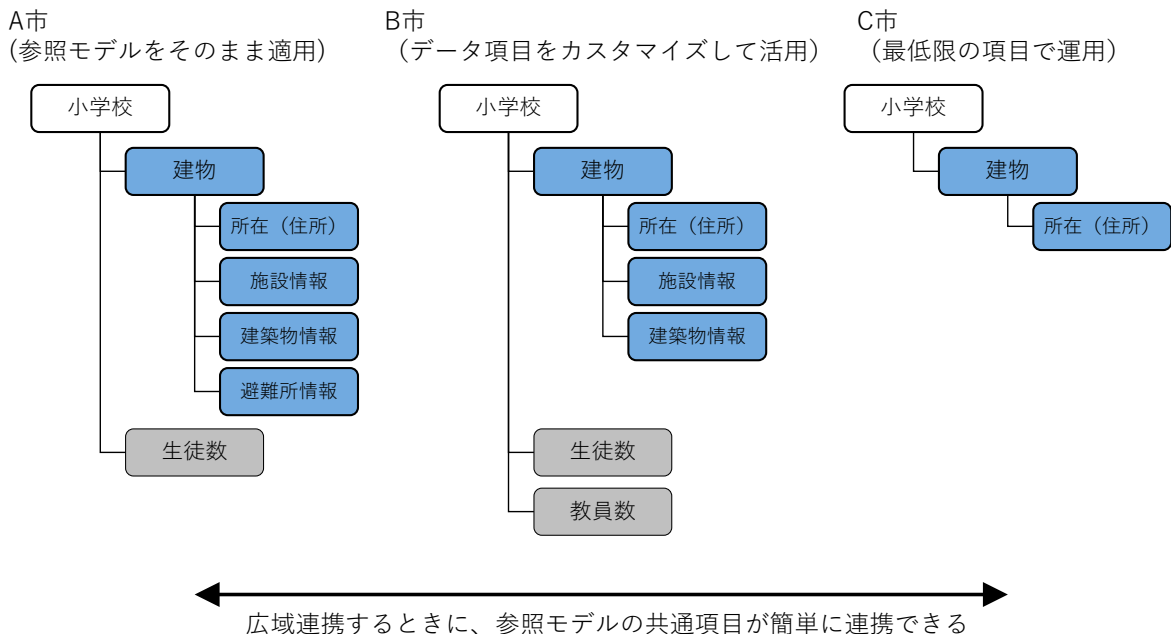 A市
(参照モデルをそのまま適用)
小学校
建物
所在（住所）
施設情報
建築物情報
避難所情報
生徒数
B市
（データ項目をカスタマイズして活用）
小学校
建物
所在（住所）
施設情報
建築物情報
生徒数
教員数
C市
（最低限の項目で運用）
小学校
建物
所在（住所）
広域連携するときに、参照モデルの共通項目が簡単に連携できる